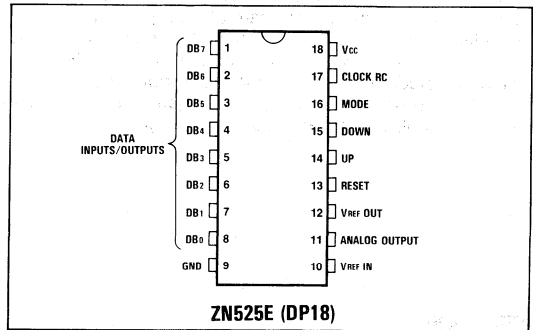 DB7 1 18 VCC
DB6 2 17 CLOCK RC
DB5 3 16 MODE
DB4 4 15 DOWN
DATA
INPUTS/OUTPUTS
DB3 5 14 UP
DB2 6 13 RESET
DB1 7 12 VREF OUT
DB0 8 11 ANALOG OUTPUT
GND 9 10 VREF IN
ZN525E (DP18)